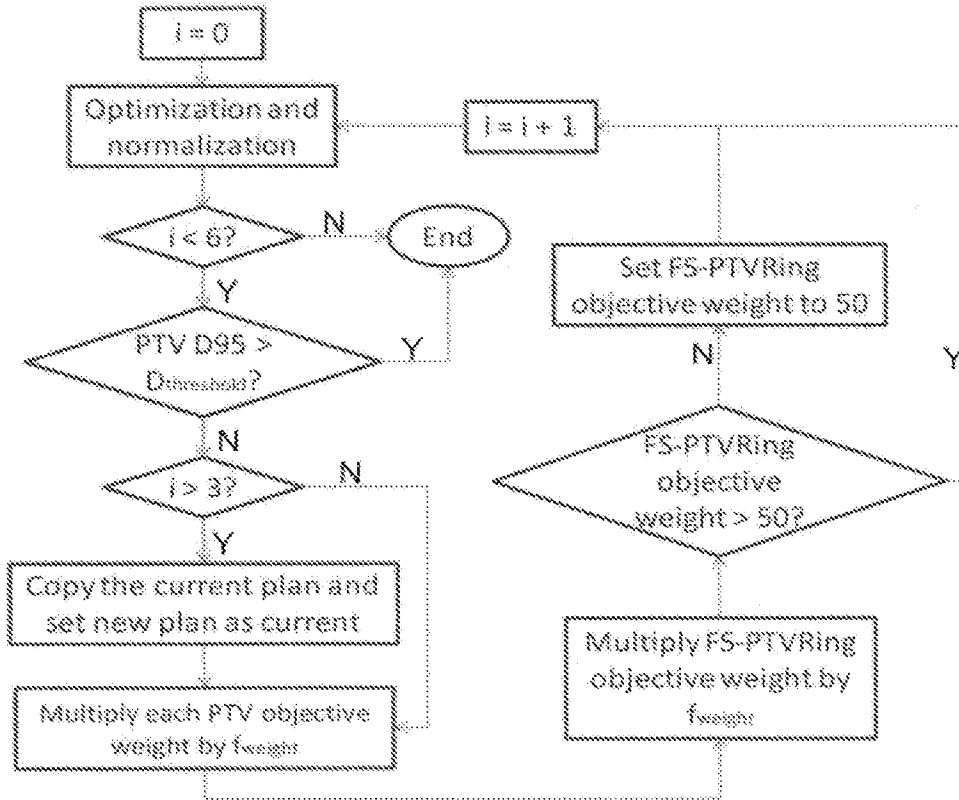 i = 0
Optimization and
normalization
i = i + 1
i < 6?
N
End
Y
PTV D95 >
Dthreshold?
Y
N
i > 3?
N
Y
Copy the current plan and
set new plan as current
Multiply each PTV objective
weight by fweight
Set FS-PTVRing
objective weight to 50
N
Y
FS-PTVRing
objective
weight > 50?
Multiply FS-PTVRing
objective weight by
fweight